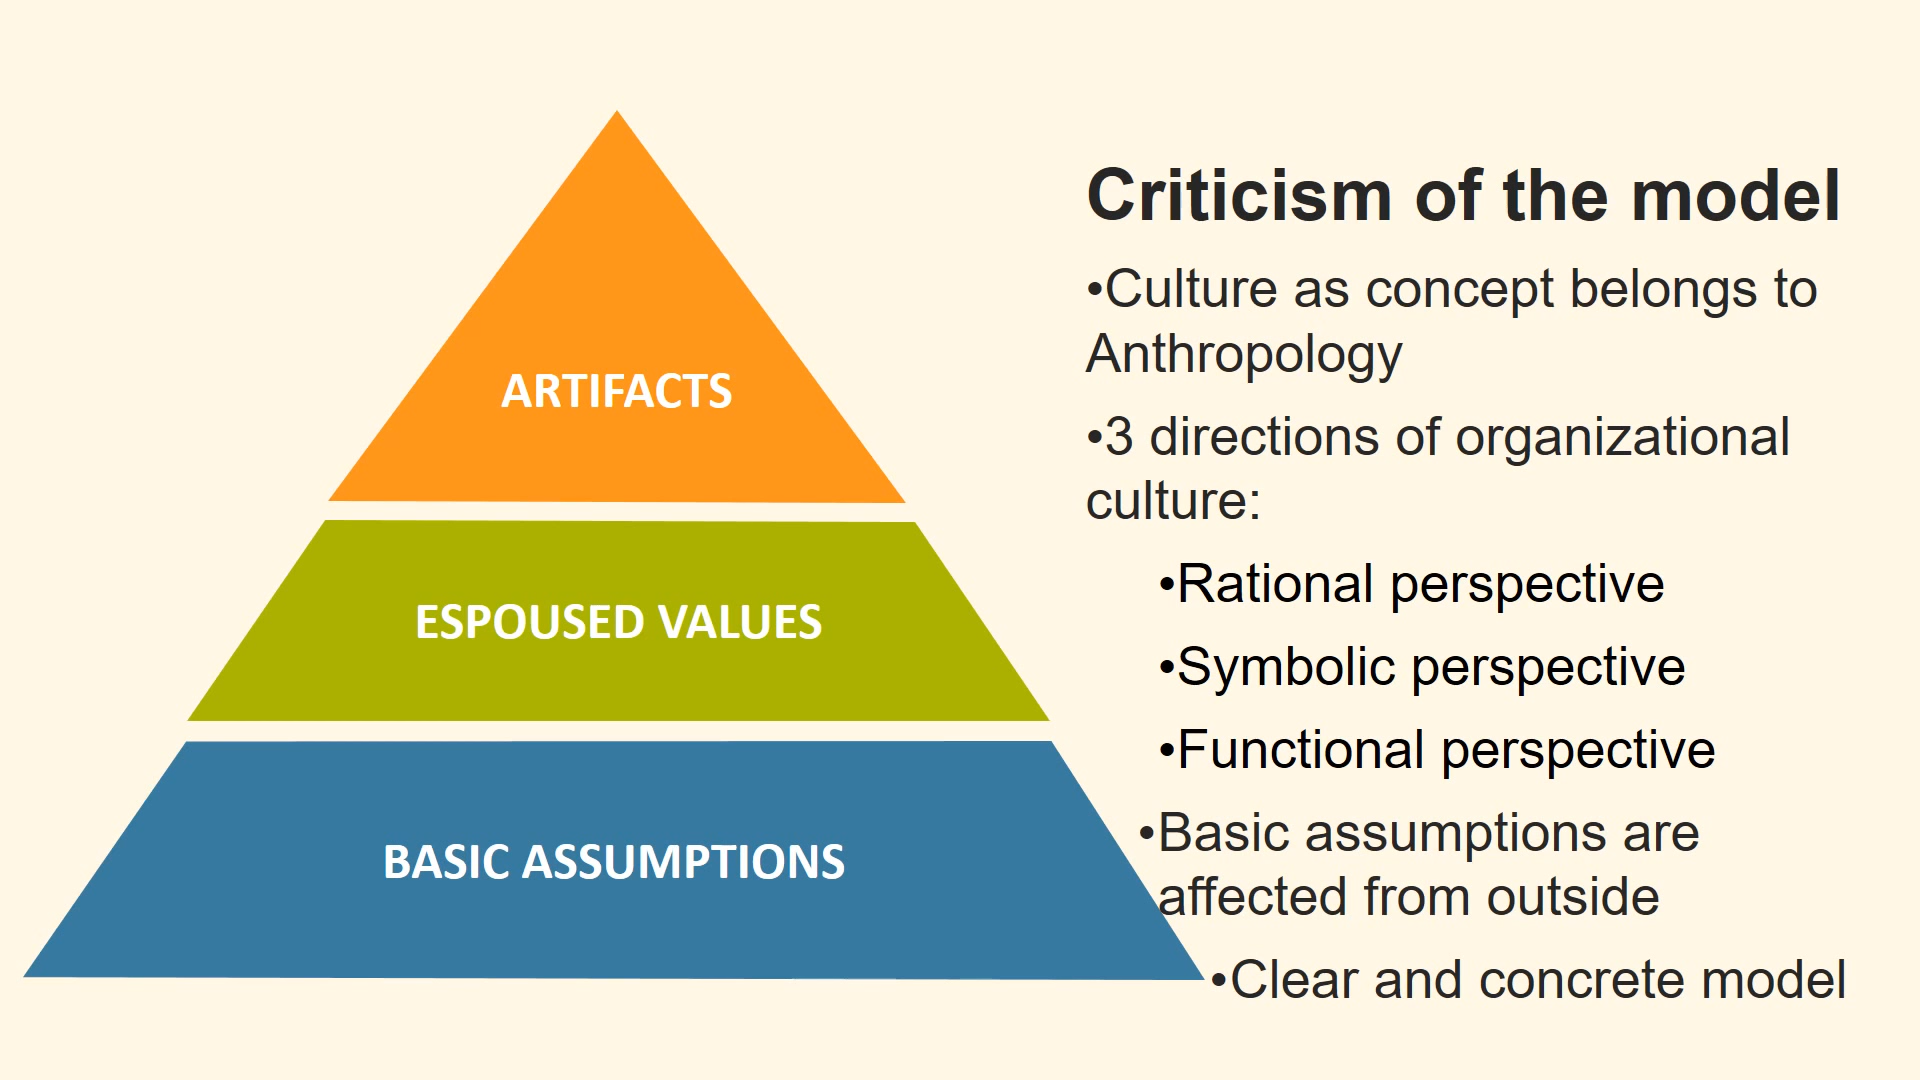 ARTIFACTS
ESPOUSED VALUES
BASIC ASSUMPTIONS
Criticism of the model
•Culture as concept belongs to
Anthropology
•3 directions of organizational
culture:
•Rational perspective
•Symbolic perspective
•Functional perspective
•Basic assumptions are
affected from outside
•Clear and concrete model